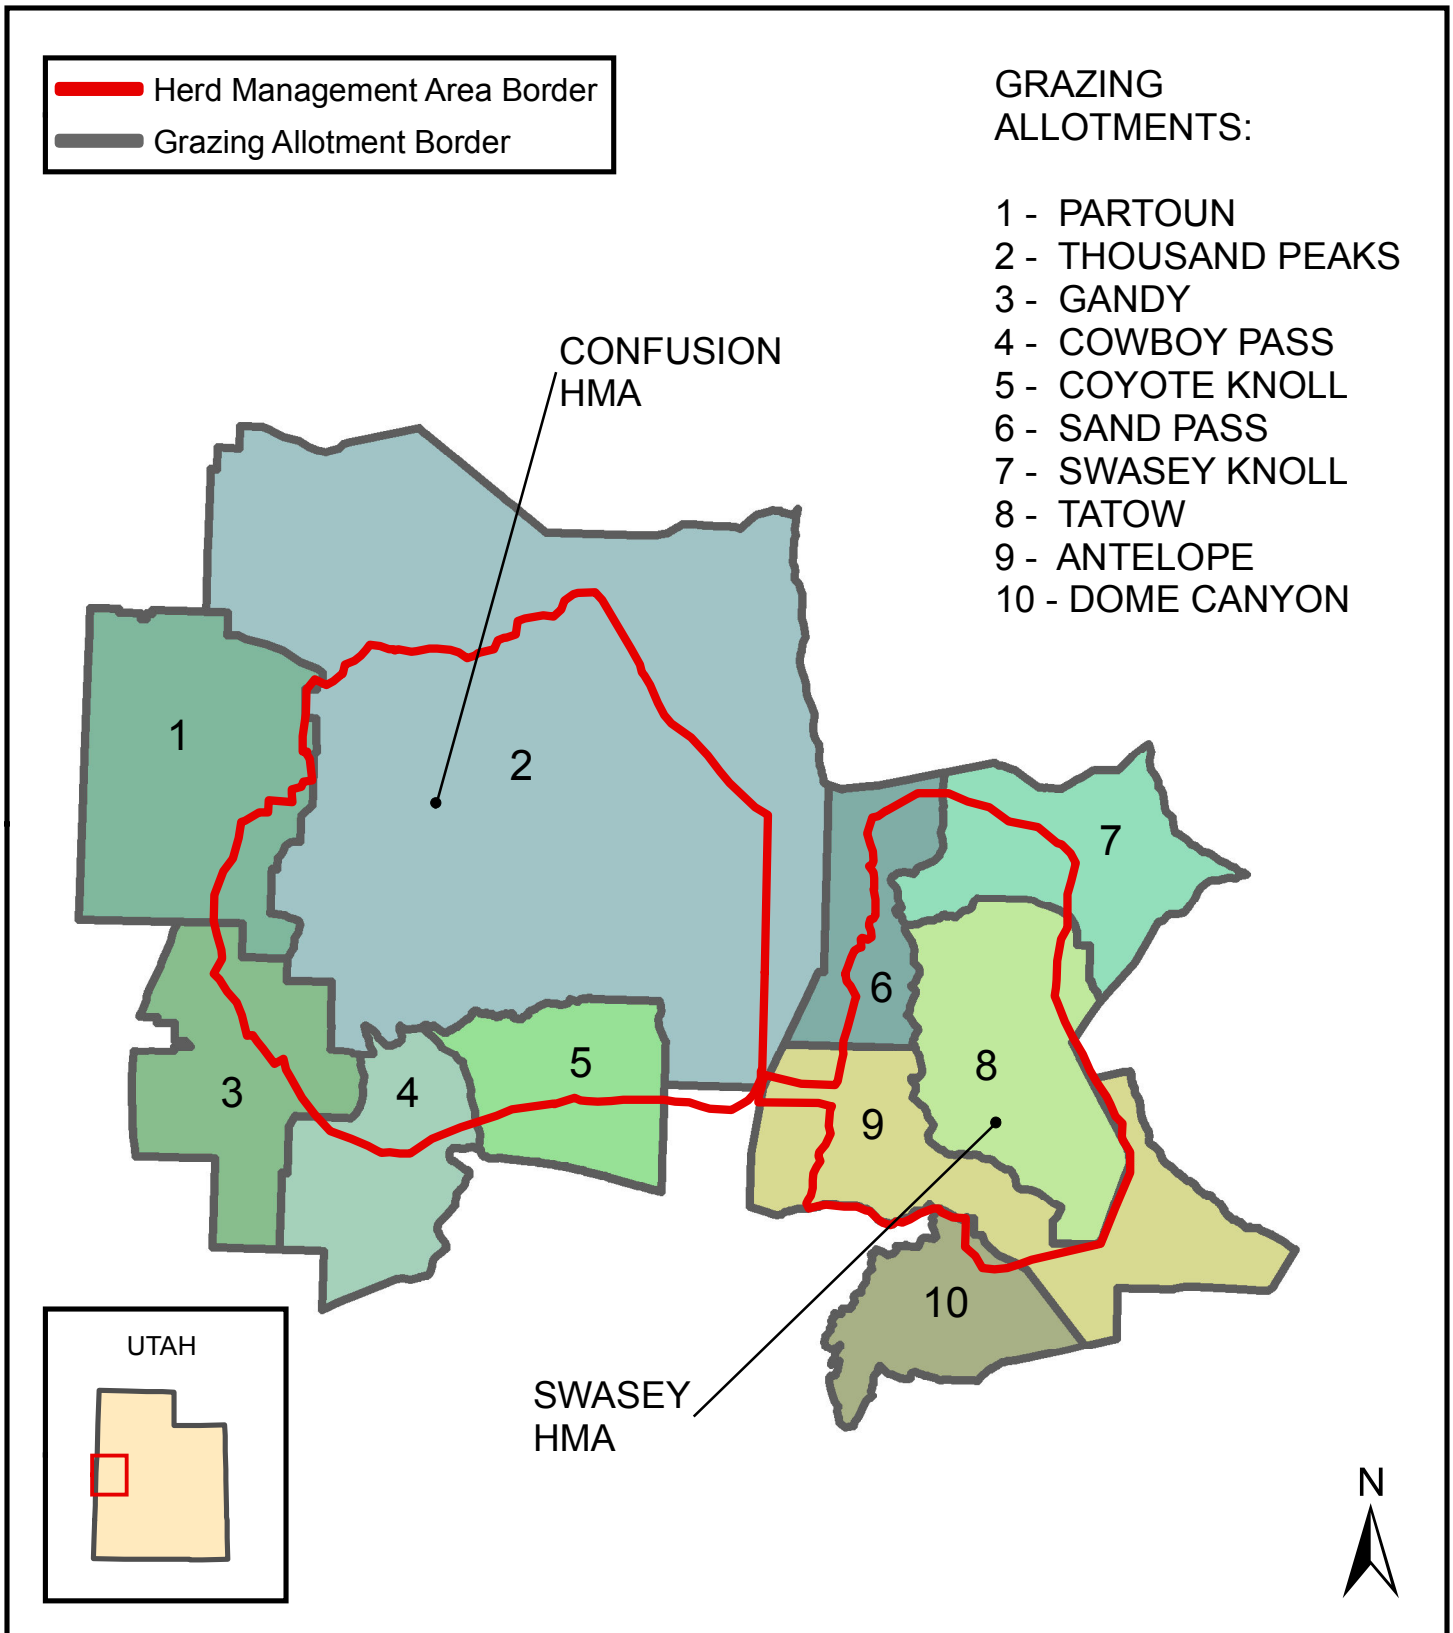 Herd Management Area Border
Grazing Allotment Border
GRAZING
ALLOTMENTS:
1 - PARTOUN
2 - THOUSAND PEAKS
3 - GANDY
4 - COWBOY PASS
5 - COYOTE KNOLL
6 - SAND PASS
7 - SWASEY KNOLL
8 - TATOW
9 - ANTELOPE
10 - DOME CANYON
CONFUSION
HMA
1
2
7
6
5
8
3
4
9
10
SWASEY
HMA
UTAH
N